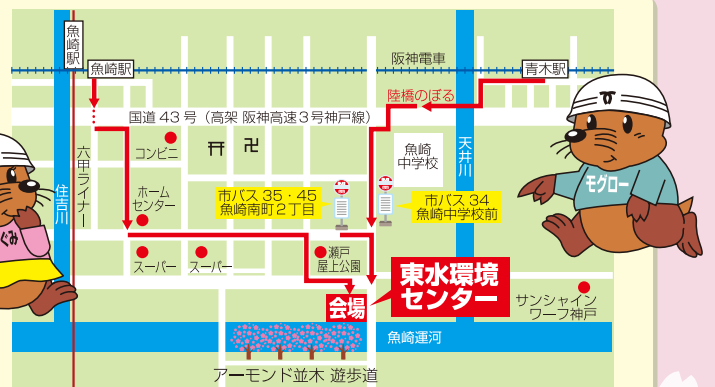 魚崎駅
魚崎駅
阪神電車
青木駅
陸橋のぼる
国道43号（高架 阪神高速3号神戸線）
コンビニ
魚崎
中学校
天井川
六甲ライナー
住吉川
ホーム
センター
市バス35・45
魚崎南町2丁目
市バス34
魚崎中学校前
モグロー
ぐみ
スーパー
スーパー
瀬戸
屋上公園
東水環境
センター
会場
サンシャイン
ワーフ神戸
魚崎運河
アーモンド並木 遊歩道